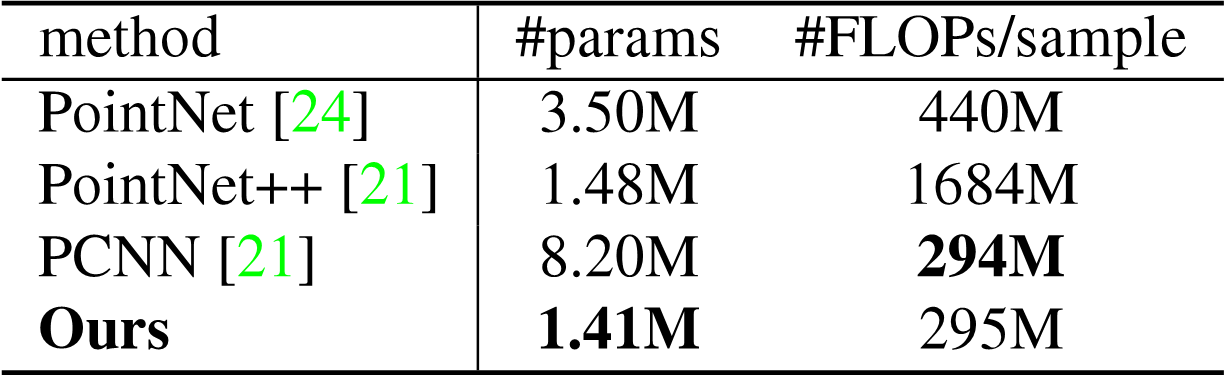 method #params #FLOPs/sample
PointNet [24] 3.50M 440M
PointNet++ [21] 1.48M 1684M
PCNN [21] 8.20M 294M
Ours 1.41M 295M